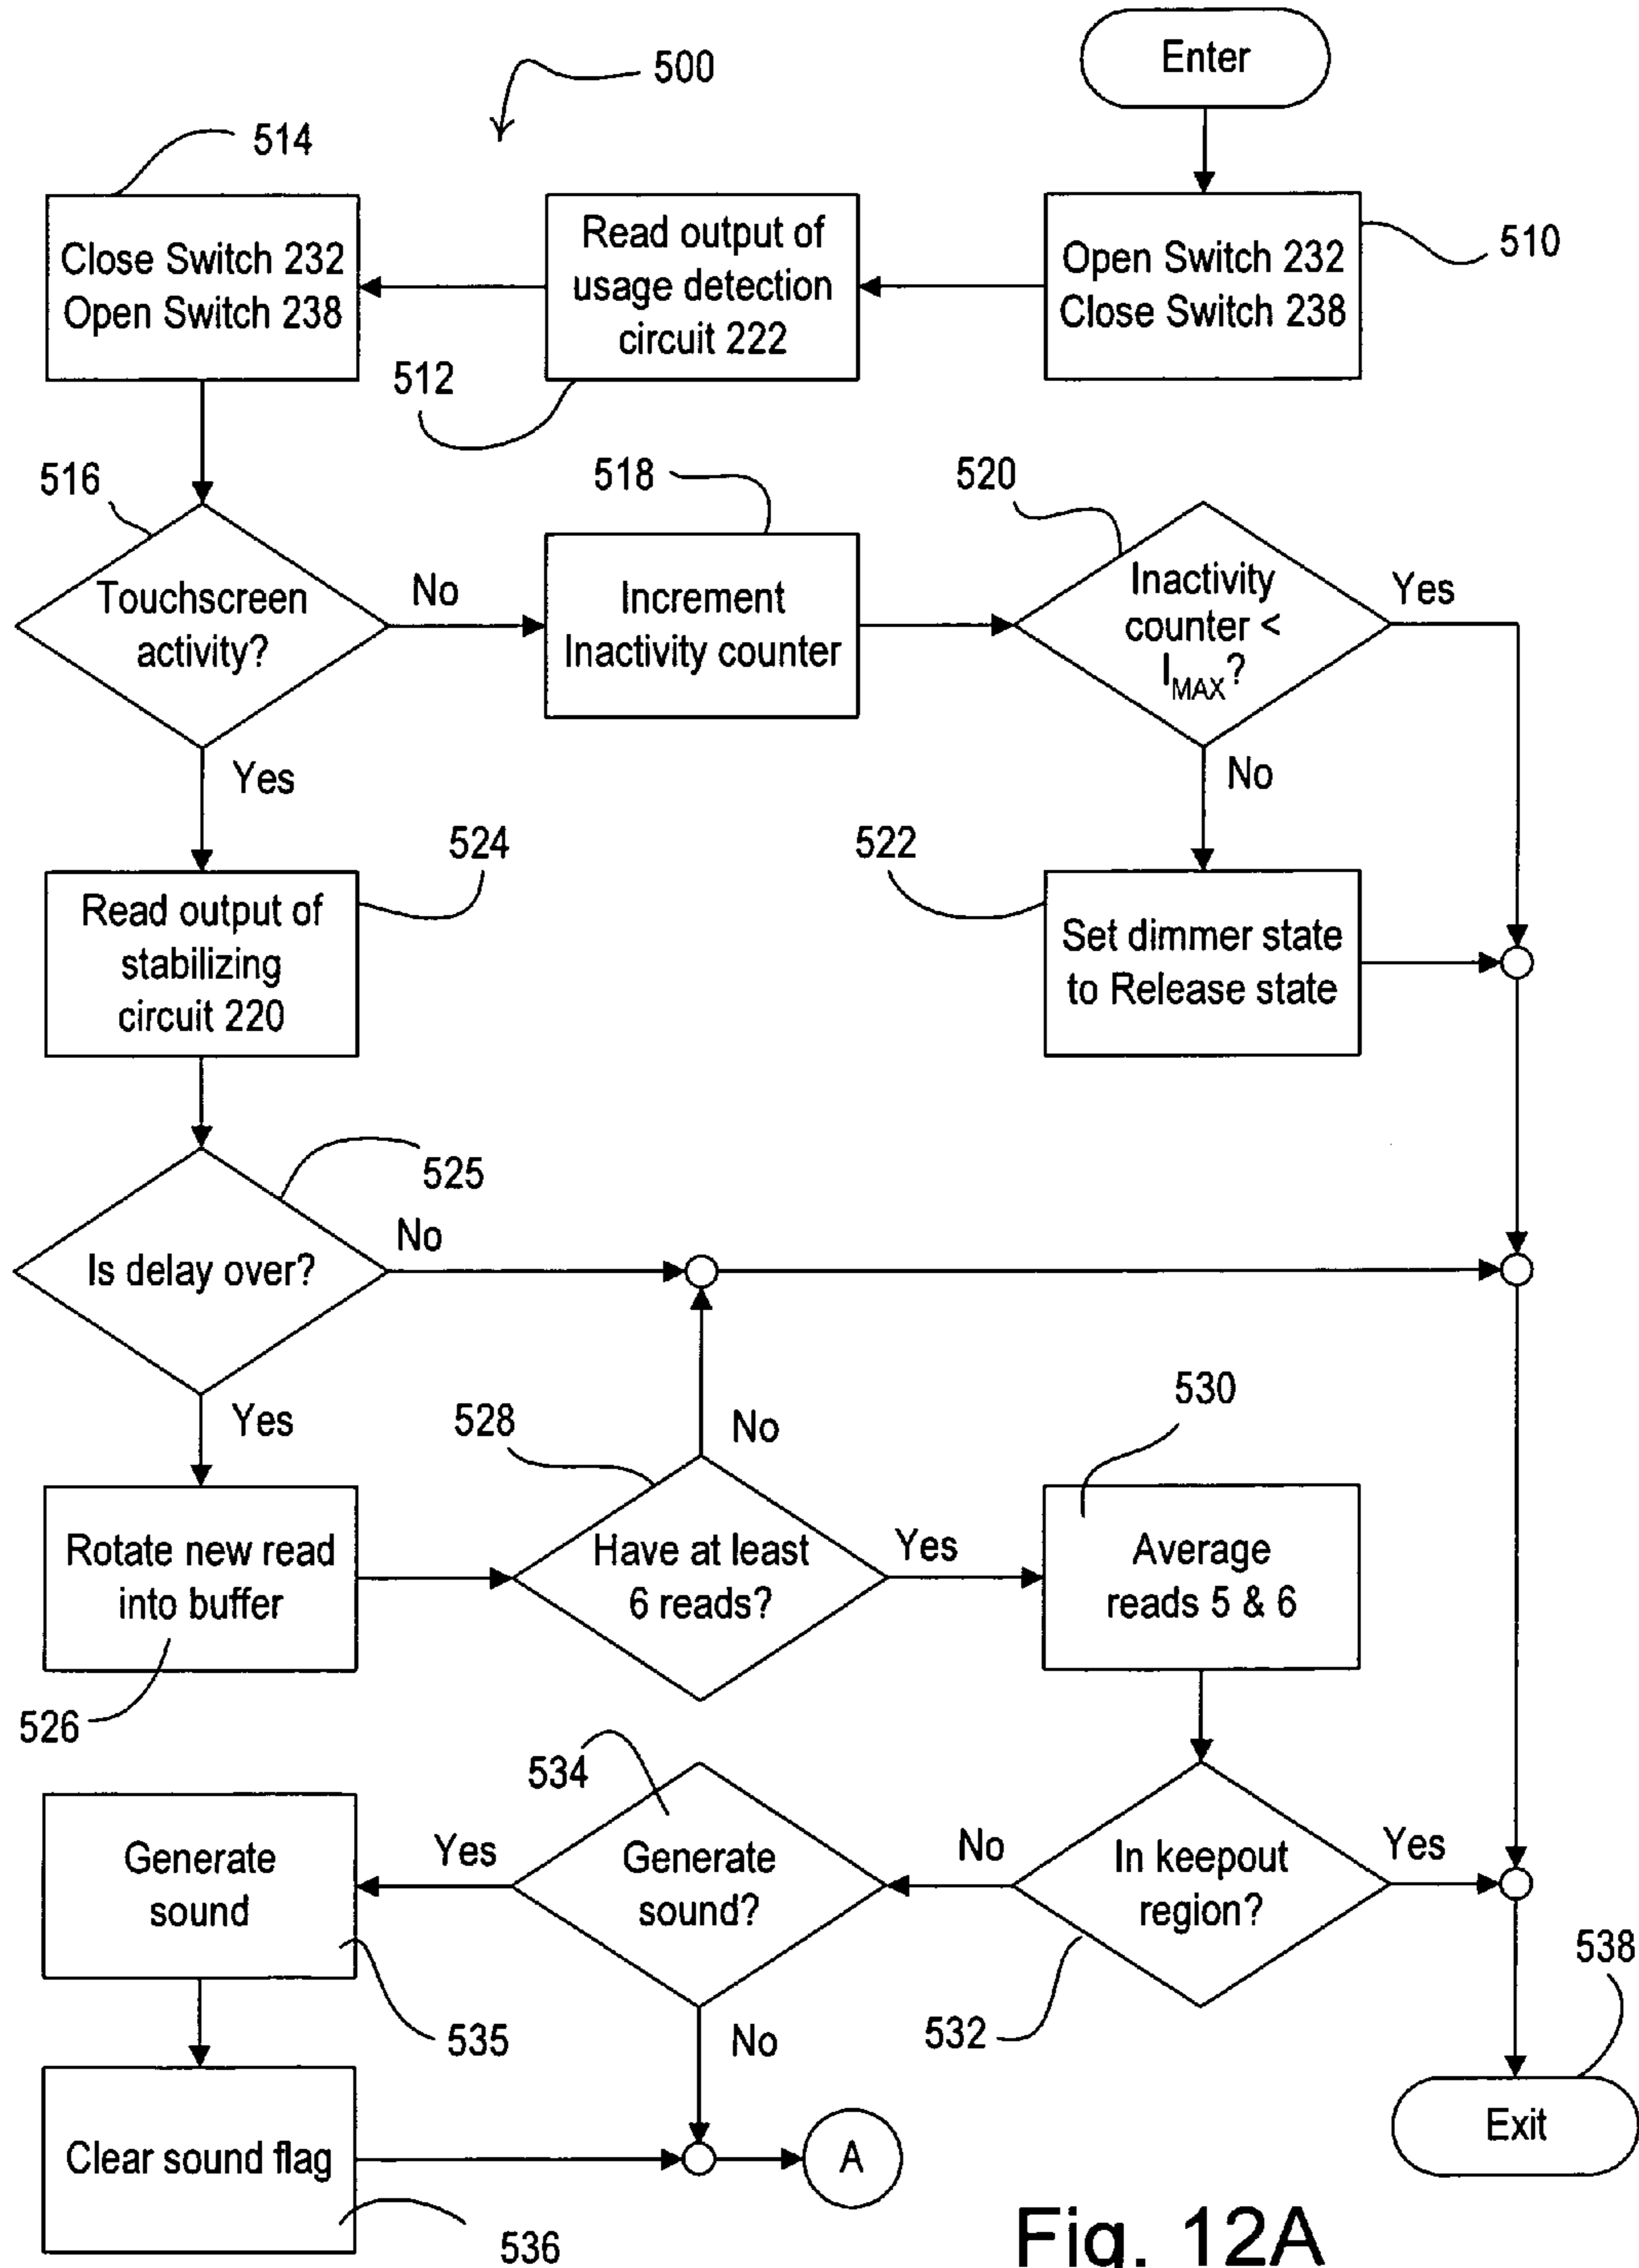 Enter
500
514
Close Switch 232
Open Switch 238
Read output of
usage detection
circuit 222
Open Switch 232
Close Switch 238
510
512
516
Touchscreen
activity?
No
518
Increment
Inactivity counter
520
Inactivity
counter <
IMAX?
Yes
Yes
No
524
Read output of
stabilizing
circuit 220
522
Set dimmer state
to Release state
525
Is delay over?
No
Yes
528
No
530
Rotate new read
into buffer
Have at least
6 reads?
Yes
Average
reads 5 & 6
526
534
Generate
sound
Yes
Generate
sound?
No
In keepout
region?
Yes
535
No
532
538
Clear sound flag
A
Exit
536
Fig. 12A